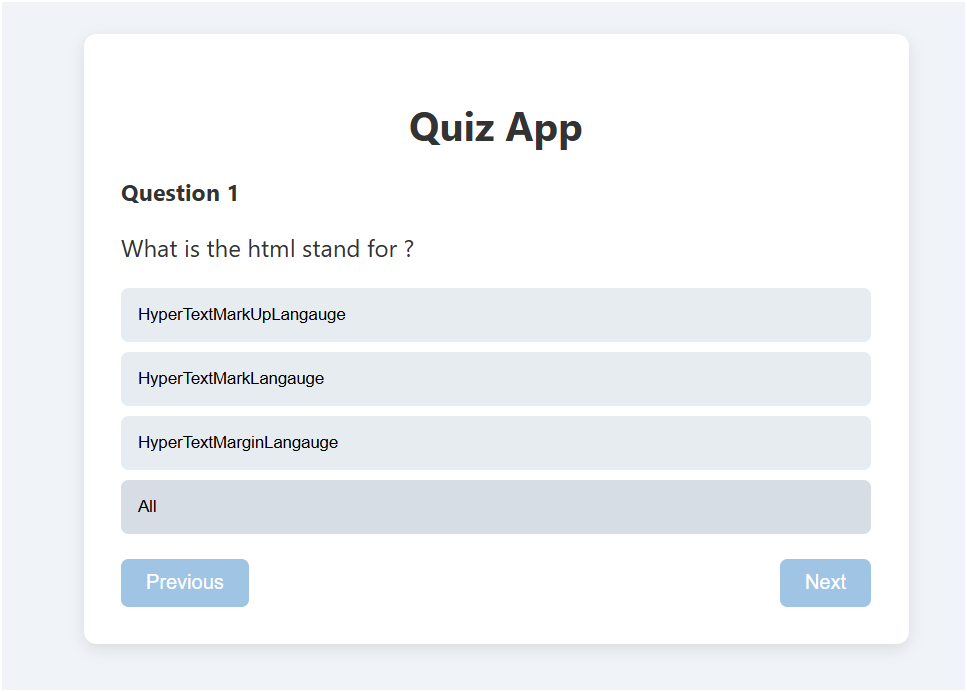 Quiz App
Question 1
What is the html stand for ?
HyperTextMarkUpLangauge
HyperTextMarkLangauge
HyperTextMarginLangauge
All
Previous
Next